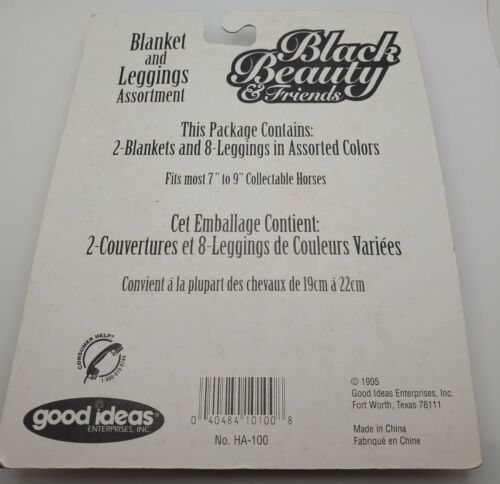 Blanket
and
Leggings
Assortment
Black
Beauty
& Friends
This Package Contains:
2-Blankets and 8-Leggings in Assorted Colors
Fits most 7" to 9" Collectable Horses
Cet Emballage Contient:
2-Couvertures et 8-Leggings de Couleurs Variées
Convient á la plupart des chevaux de 19cm á 22cm
CONSUMER HELP?
good ideas
ENTERPRISES, INC.
0 40484 10100 8
No. HA-100
© 1995
Good Ideas Enterprises, Inc.
Fort Worth, Texas 76111
Made in China
Fabriqué en Chine